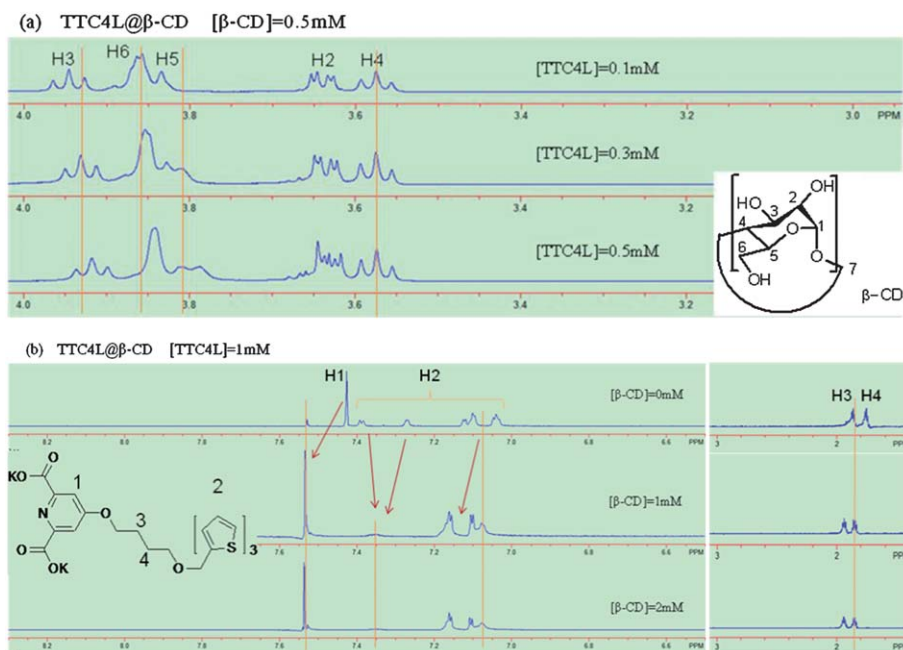 (a) TTC4L@β-CD [β-CD]=0.5mM
H3 H6 H5 H2 H4
[TTC4L]=0.1mM
4.0 3.8 3.6 3.4 3.2 3.0 PPM
[TTC4L]=0.3mM
4.0 3.8 3.6 3.4 3.2
[TTC4L]=0.5mM
4.0 3.8 3.6 3.4 3.2
HO 3 2 OH
4 O 1
6 5 O 7
OH
β-CD
(b) TTC4L@β-CD [TTC4L]=1mM
H1 H2 [β-CD]=0mM H3 H4
8.2 8.0 7.8 7.6 7.4 7.2 7.0 6.8 6.6 PPM 3 2 PPM
KO O 1
N O 3 4 O 2 S 3
O OK
[β-CD]=1mM
7.6 7.4 7.2 7.0 6.8 6.6 PPM 3 2 PPM
[β-CD]=2mM
8.2 8.0 7.8 7.6 7.4 7.2 7.0 6.8 6.6 PPM 3 2 PPM